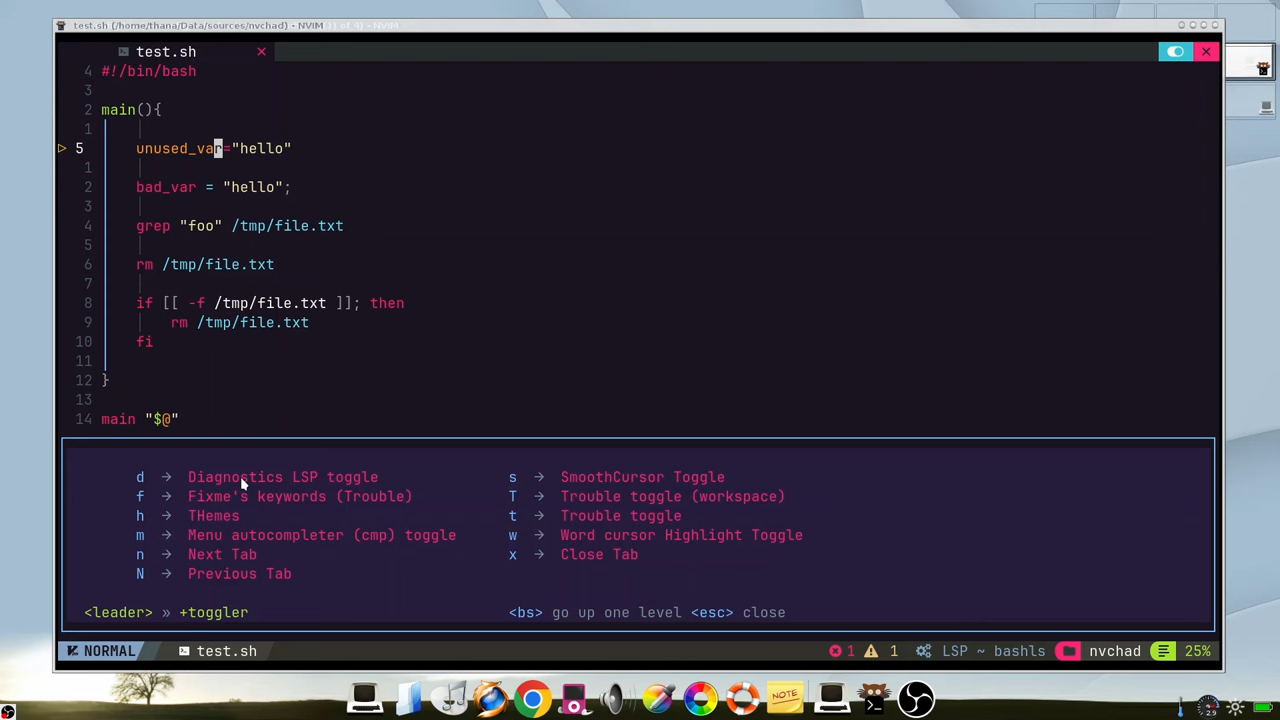 test.sh (/home/thana/Data/sources/nvchad) - NVIM
test.sh
4 #!/bin/bash
3
2 main(){
1
5 unused_var="hello"
1
2 bad_var = "hello";
3
4 grep "foo" /tmp/file.txt
5
6 rm /tmp/file.txt
7
8 if [[ -f /tmp/file.txt ]]; then
9 rm /tmp/file.txt
10 fi
11
12 }
13
14 main "$@"
d → Diagnostics LSP toggle s → SmoothCursor Toggle
f → Fixme's keywords (Trouble) T → Trouble toggle (workspace)
h → THemes t → Trouble toggle
m → Menu autocompleter (cmp) toggle w → Word cursor Highlight Toggle
n → Next Tab x → Close Tab
N → Previous Tab
<leader> » +toggler <bs> go up one level <esc> close
NORMAL test.sh 1 1 LSP ~ bashls nvchad 25%
NOTE
2.9